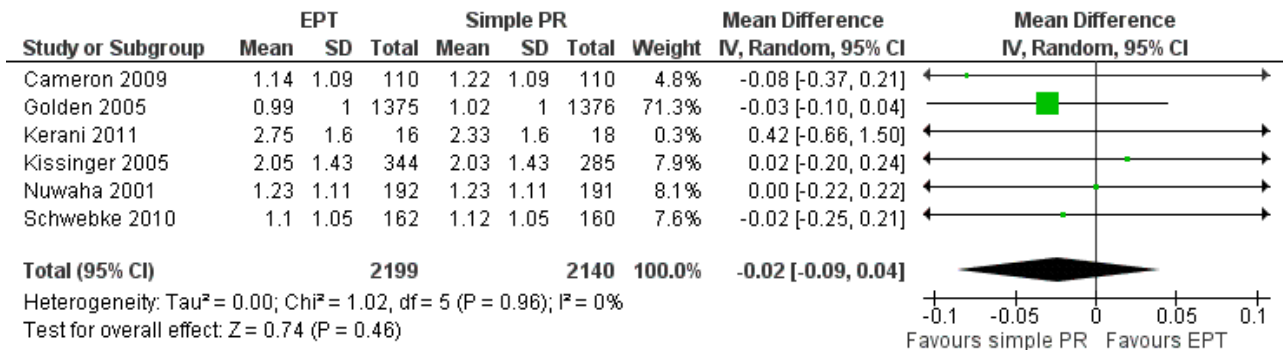 EPT Simple PR Mean Difference Mean Difference
Study or Subgroup Mean SD Total Mean SD Total Weight IV, Random, 95% CI IV, Random, 95% CI
Cameron 2009 1.14 1.09 110 1.22 1.09 110 4.8% -0.08 [-0.37, 0.21]
Golden 2005 0.99 1 1375 1.02 1 1376 71.3% -0.03 [-0.10, 0.04]
Kerani 2011 2.75 1.6 16 2.33 1.6 18 0.3% 0.42 [-0.66, 1.50]
Kissinger 2005 2.05 1.43 344 2.03 1.43 285 7.9% 0.02 [-0.20, 0.24]
Nuwaha 2001 1.23 1.11 192 1.23 1.11 191 8.1% 0.00 [-0.22, 0.22]
Schwebke 2010 1.1 1.05 162 1.12 1.05 160 7.6% -0.02 [-0.25, 0.21]
Total (95% CI) 2199 2140 100.0% -0.02 [-0.09, 0.04]
Heterogeneity: Tau² = 0.00; Chi² = 1.02, df = 5 (P = 0.96); I² = 0%
Test for overall effect: Z = 0.74 (P = 0.46)
-0.1 -0.05 0 0.05 0.1
Favours simple PR Favours EPT